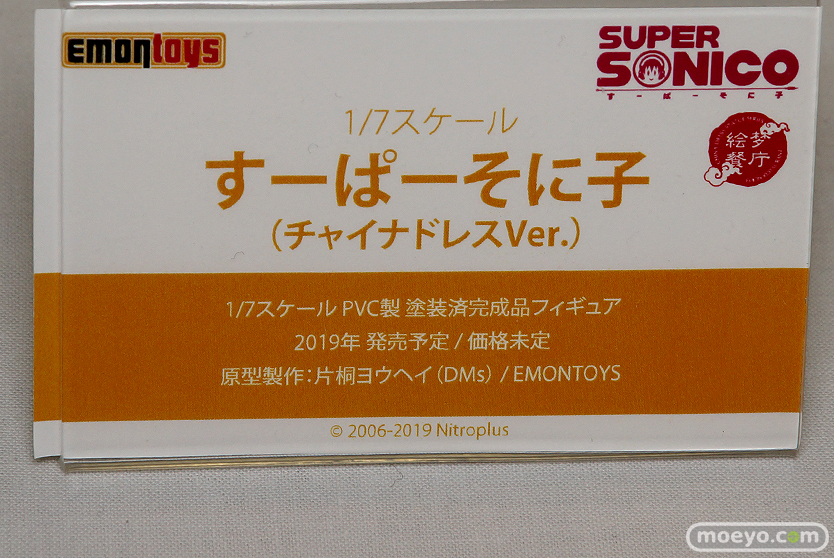 emontoys
SUPER
SONICO
すーぱーそに子
絵夢
餐庁
1/7スケール
すーぱーそに子
(チャイナドレスVer.)
1/7スケール PVC製 塗装済完成品フィギュア
2019年 発売予定 / 価格未定
原型製作:片桐ヨウヘイ(DMs) / EMONTOYS
© 2006-2019 Nitroplus
moeyo.com